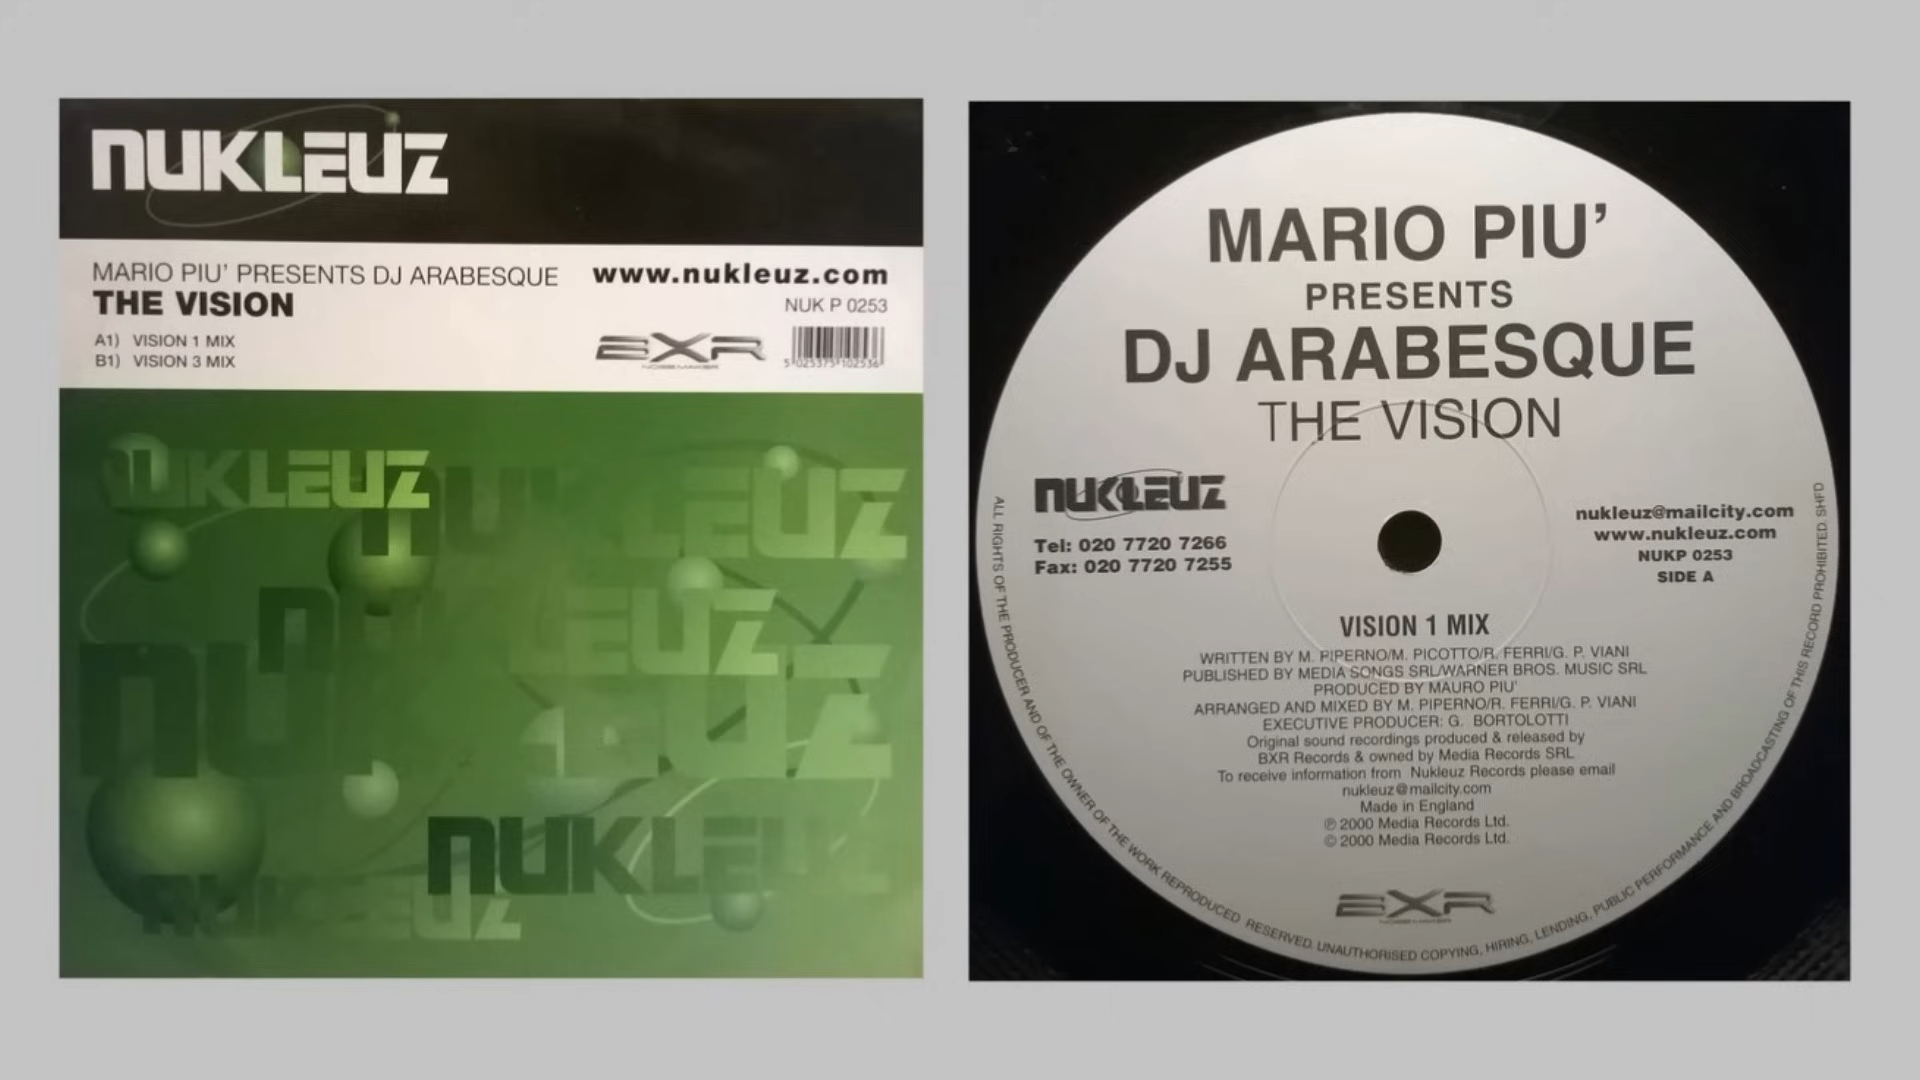 NUKLEUZ
MARIO PIU' PRESENTS DJ ARABESQUE
THE VISION
A1) VISION 1 MIX
B1) VISION 3 MIX
www.nukleuz.com
NUK P 0253
BXR
NOISE MAKER
5 025375 102536
NUKLEUZ
NUKLEUZ
NUKLEUZ
NUKLEUZ
NUKLEUZ
NUKLEUZ
MARIO PIU'
PRESENTS
DJ ARABESQUE
THE VISION
NUKLEUZ
Tel: 020 7720 7266
Fax: 020 7720 7255
nukleuz@mailcity.com
www.nukleuz.com
NUKP 0253
SIDE A
VISION 1 MIX
WRITTEN BY M. PIPERNO/M. PICOTTO/R. FERRI/G. P. VIANI
PUBLISHED BY MEDIA SONGS SRL/WARNER BROS. MUSIC SRL
PRODUCED BY MAURO PIU'
ARRANGED AND MIXED BY M. PIPERNO/R. FERRI/G. P. VIANI
EXECUTIVE PRODUCER: G. BORTOLOTTI
Original sound recordings produced & released by
BXR Records & owned by Media Records SRL
To receive information from Nukleuz Records please email
nukleuz@mailcity.com
Made in England
℗ 2000 Media Records Ltd.
© 2000 Media Records Ltd.
BXR
ALL RIGHTS OF THE PRODUCER AND OF THE OWNER OF THE WORK REPRODUCED RESERVED. UNAUTHORISED COPYING, HIRING, LENDING, PUBLIC PERFORMANCE AND BROADCASTING OF THIS RECORD PROHIBITED. SHFD